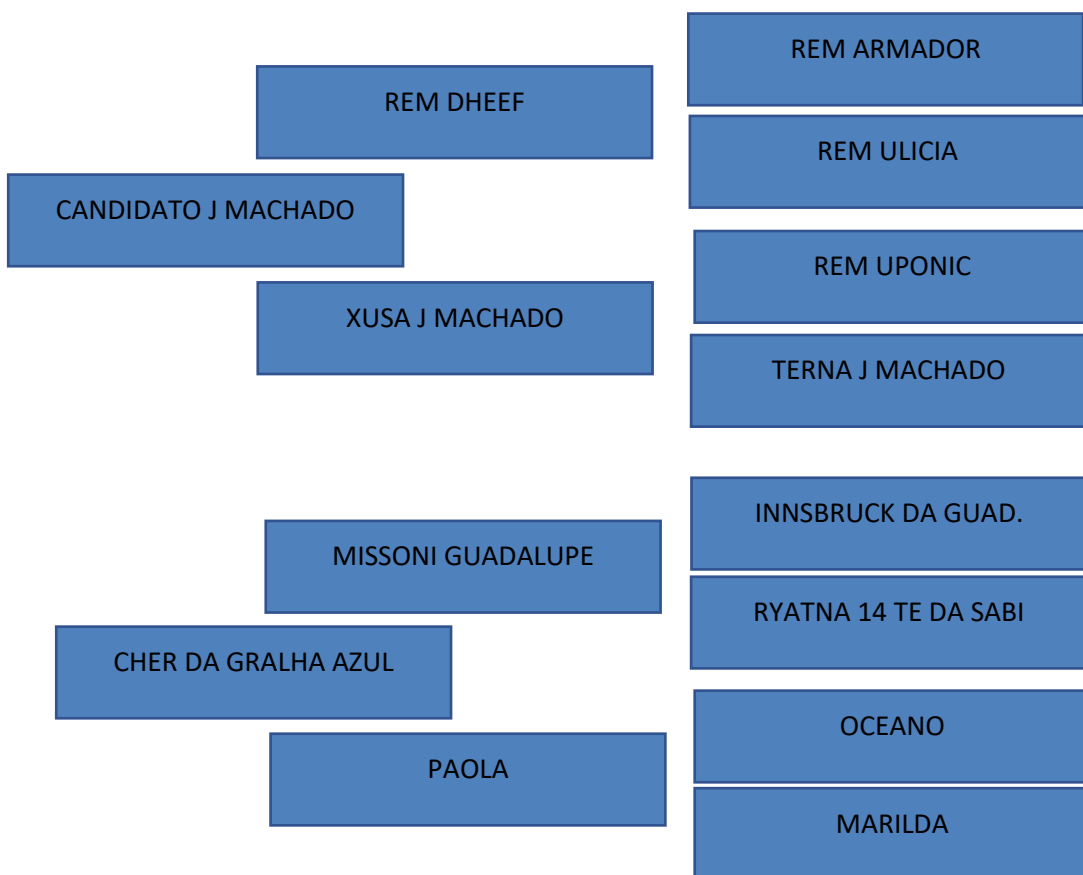 REM ARMADOR
REM DHEEF
REM ULICIA
CANDIDATO J MACHADO
REM UPONIC
XUSA J MACHADO
TERNA J MACHADO
INNSBRUCK DA GUAD.
MISSONI GUADALUPE
RYATNA 14 TE DA SABI
CHER DA GRALHA AZUL
OCEANO
PAOLA
MARILDA